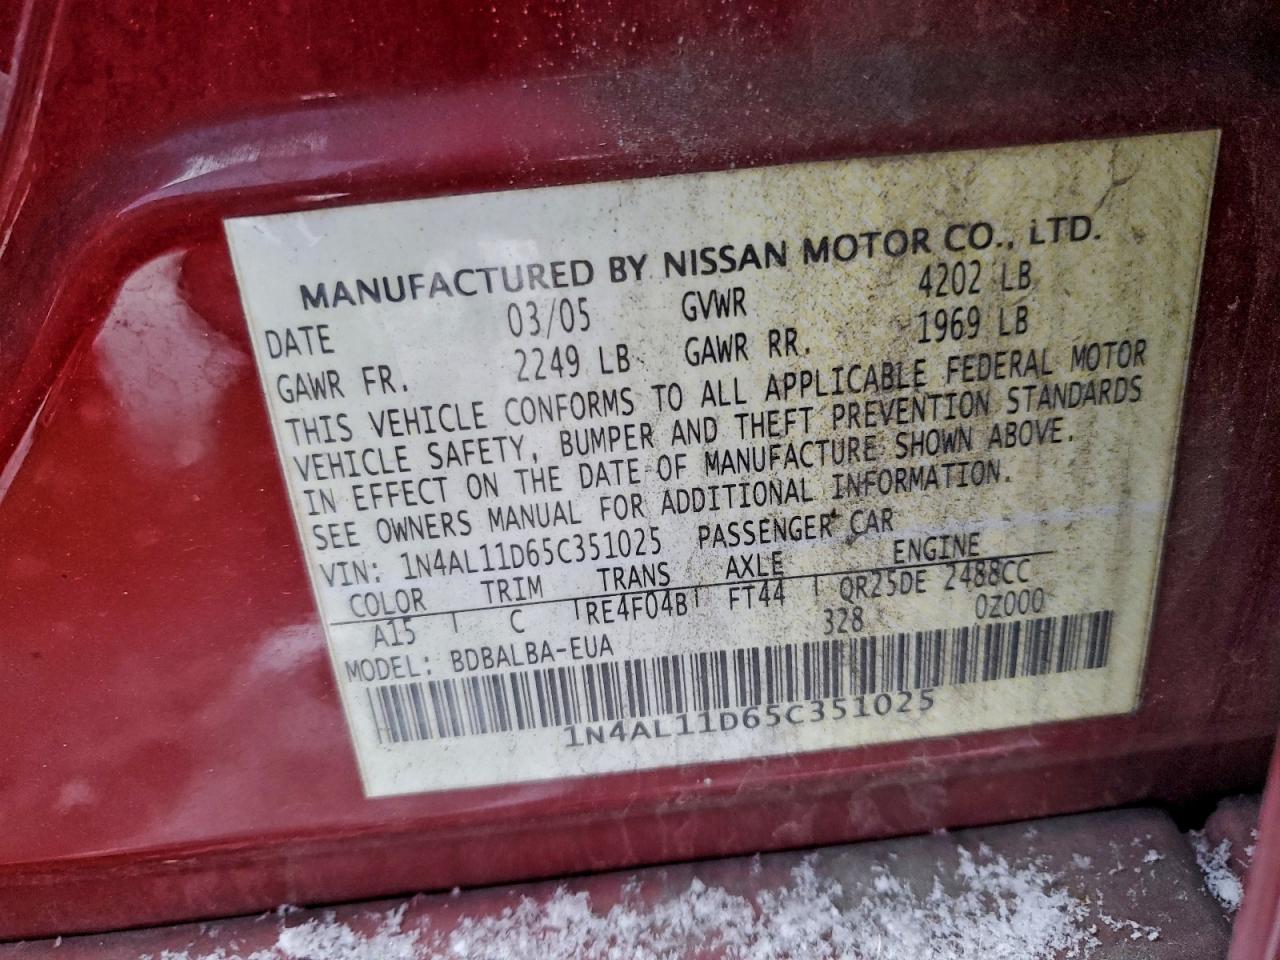 MANUFACTURED BY NISSAN MOTOR CO., LTD.
DATE 03/05 GVWR 4202 LB
GAWR FR. 2249 LB GAWR RR. 1969 LB
THIS VEHICLE CONFORMS TO ALL APPLICABLE FEDERAL MOTOR
VEHICLE SAFETY, BUMPER AND THEFT PREVENTION STANDARDS
IN EFFECT ON THE DATE OF MANUFACTURE SHOWN ABOVE.
SEE OWNERS MANUAL FOR ADDITIONAL INFORMATION.
VIN: 1N4AL11D65C351025 PASSENGER CAR
COLOR TRIM TRANS AXLE ENGINE
A15 C RE4F04B FT44 QR25DE 2488CC
MODEL: BDBALBA-EUA 328 0Z000
1N4AL11D65C351025